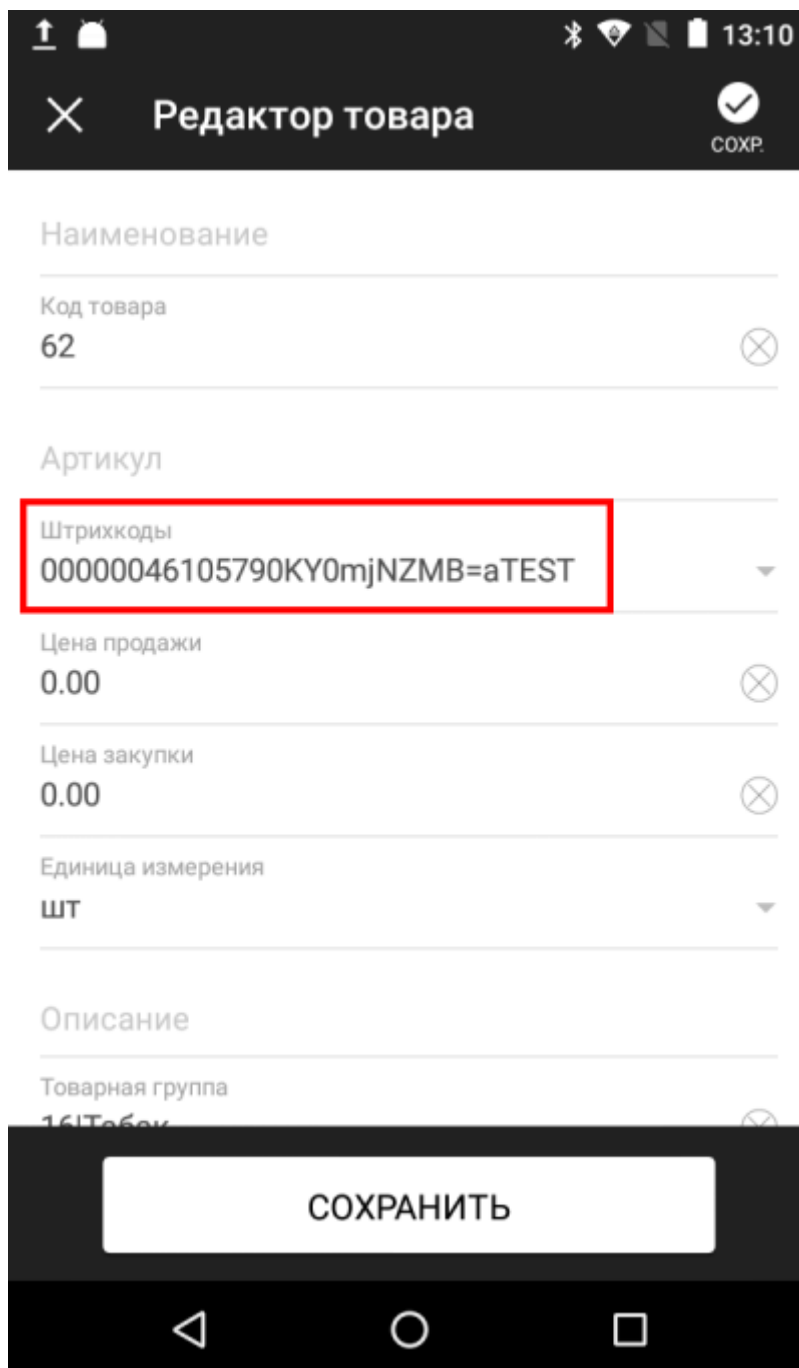 13:10
Редактор товара
СОХР.
Наименование
Код товара
62
Артикул
Штрихкоды
00000046105790KY0mjNZMB=aTEST
Цена продажи
0.00
Цена закупки
0.00
Единица измерения
шт
Описание
Товарная группа
СОХРАНИТЬ